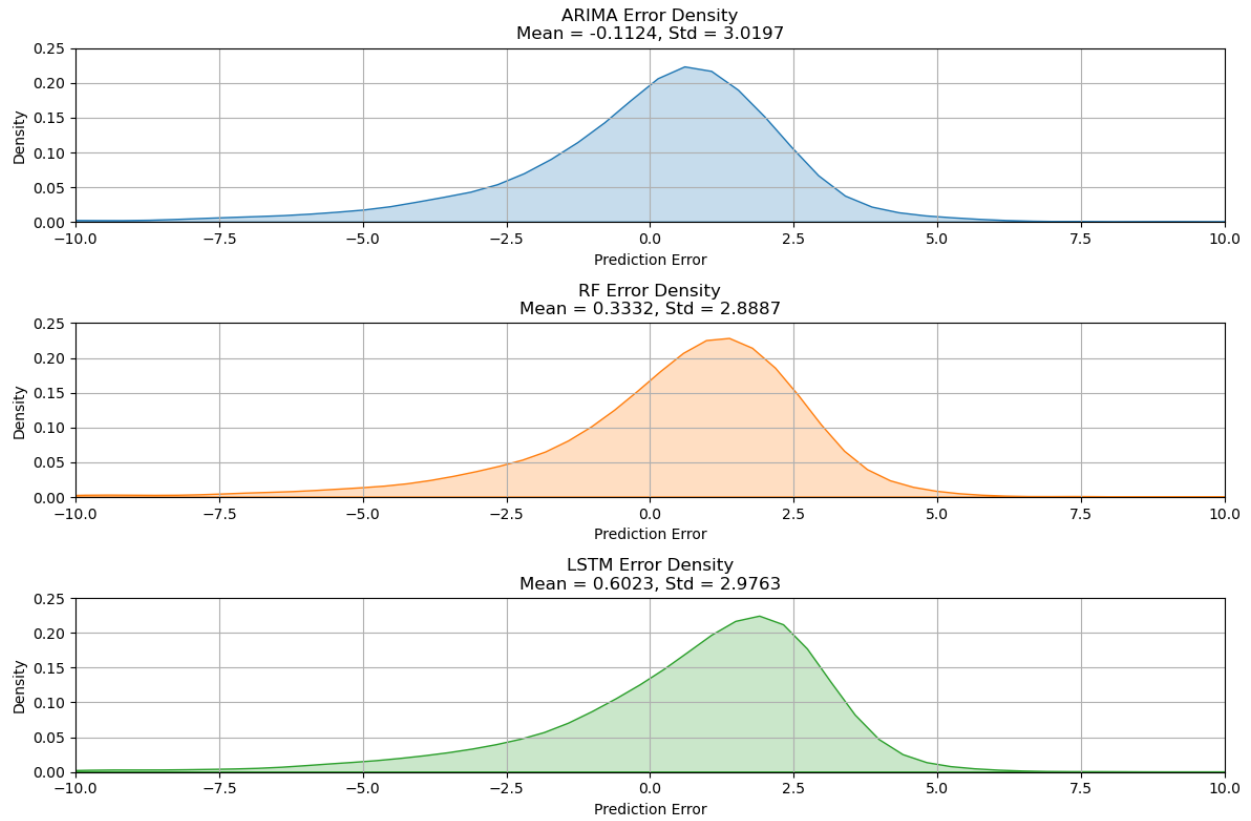 ARIMA Error Density
Mean = -0.1124, Std = 3.0197
0.25
0.20
0.15
0.10
0.05
0.00
Density
−10.0 −7.5 −5.0 −2.5 0.0 2.5 5.0 7.5 10.0
Prediction Error
RF Error Density
Mean = 0.3332, Std = 2.8887
0.25
0.20
0.15
0.10
0.05
0.00
Density
−10.0 −7.5 −5.0 −2.5 0.0 2.5 5.0 7.5 10.0
Prediction Error
LSTM Error Density
Mean = 0.6023, Std = 2.9763
0.25
0.20
0.15
0.10
0.05
0.00
Density
−10.0 −7.5 −5.0 −2.5 0.0 2.5 5.0 7.5 10.0
Prediction Error